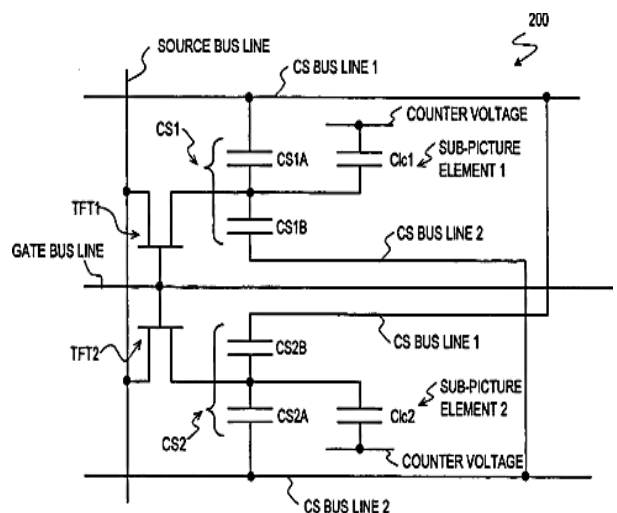 200
SOURCE BUS LINE
CS BUS LINE 1
COUNTER VOLTAGE
CS1
CS1A
Clc1
SUB-PICTURE
ELEMENT 1
TFT1
CS1B
CS BUS LINE 2
GATE BUS LINE
CS BUS LINE 1
TFT2
CS2B
SUB-PICTURE
ELEMENT 2
CS2
CS2A
Clc2
COUNTER VOLTAGE
CS BUS LINE 2